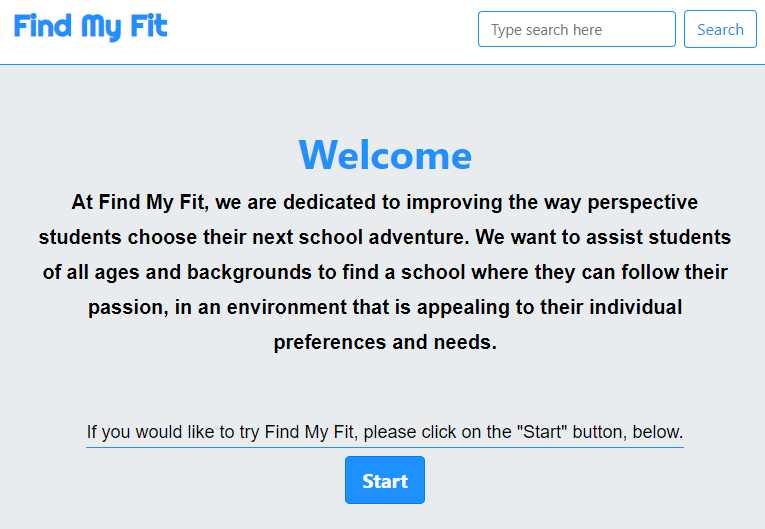 Find My Fit
Type search here
Search
Welcome
At Find My Fit, we are dedicated to improving the way perspective
students choose their next school adventure. We want to assist students
of all ages and backgrounds to find a school where they can follow their
passion, in an environment that is appealing to their individual
preferences and needs.
If you would like to try Find My Fit, please click on the "Start" button, below.
Start